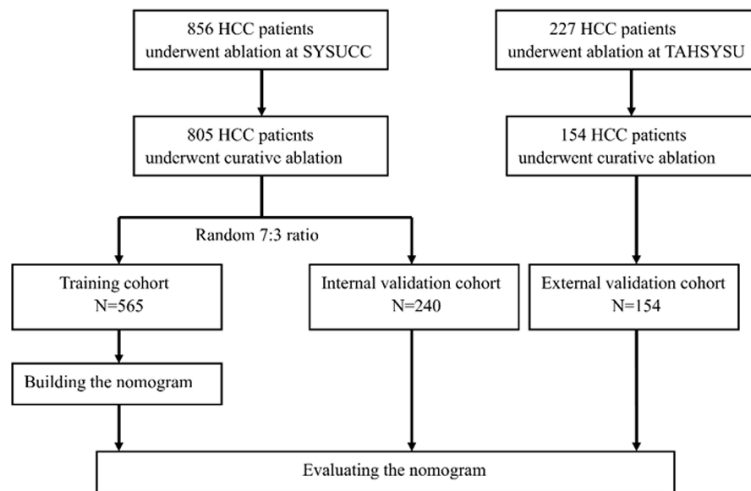 856 HCC patients
underwent ablation at SYSUCC
227 HCC patients
underwent ablation at TAHSYSU
805 HCC patients
underwent curative ablation
154 HCC patients
underwent curative ablation
Random 7:3 ratio
Training cohort
N=565
Internal validation cohort
N=240
External validation cohort
N=154
Building the nomogram
Evaluating the nomogram